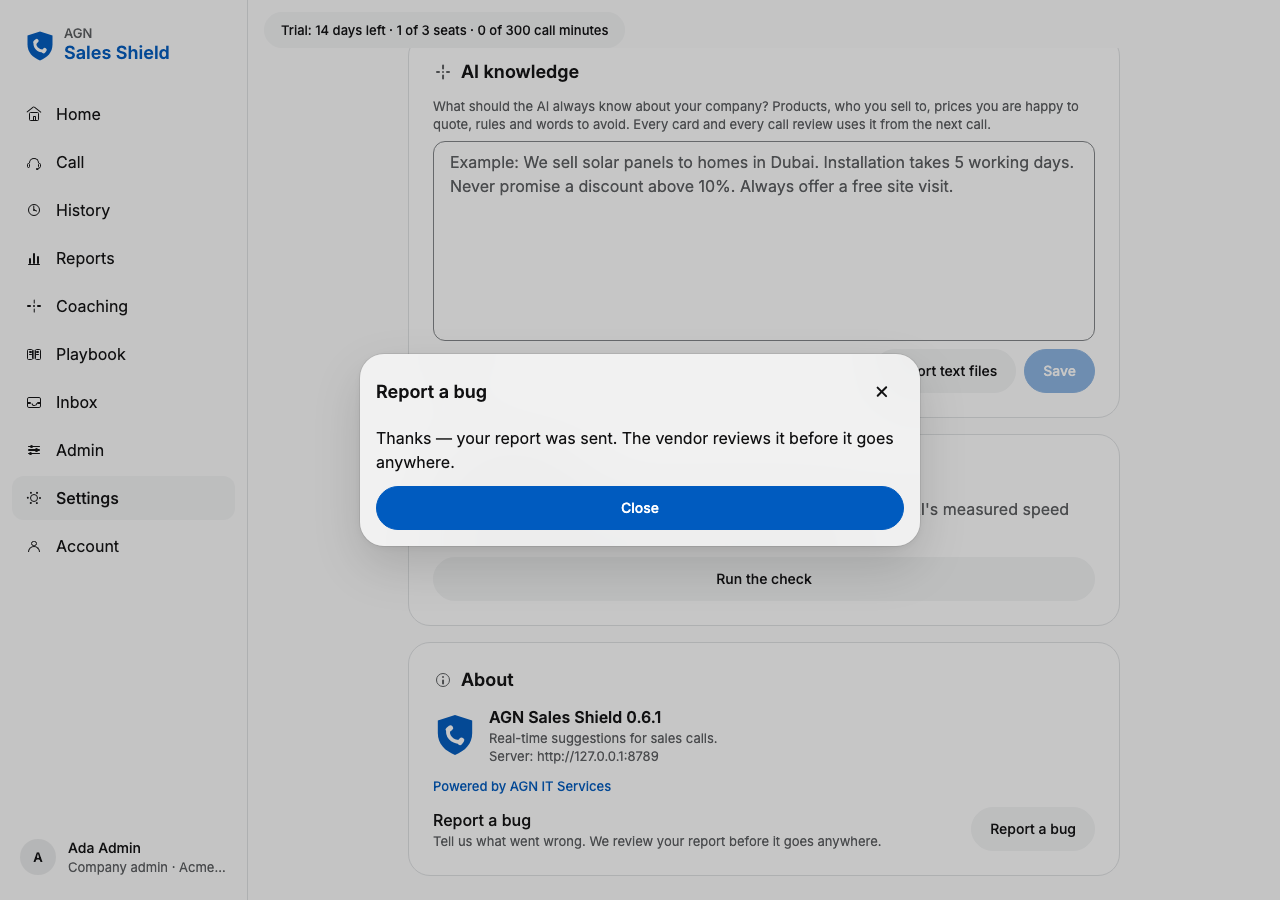 AGN
Sales Shield
Home
Call
History
Reports
Coaching
Playbook
Inbox
Admin
Settings
Account
A
Ada Admin
Company admin · Acme...
Trial: 14 days left · 1 of 3 seats · 0 of 300 call minutes
AI knowledge
What should the AI always know about your company? Products, who you sell to, prices you are happy to
quote, rules and words to avoid. Every card and every call review uses it from the next call.
Example: We sell solar panels to homes in Dubai. Installation takes 5 working days.
Never promise a discount above 10%. Always offer a free site visit.
text files
Save
Report a bug
Thanks — your report was sent. The vendor reviews it before it goes
anywhere.
Close
measured speed
Run the check
About
AGN Sales Shield 0.6.1
Real-time suggestions for sales calls.
Server: http://127.0.0.1:8789
Powered by AGN IT Services
Report a bug
Tell us what went wrong. We review your report before it goes anywhere.
Report a bug